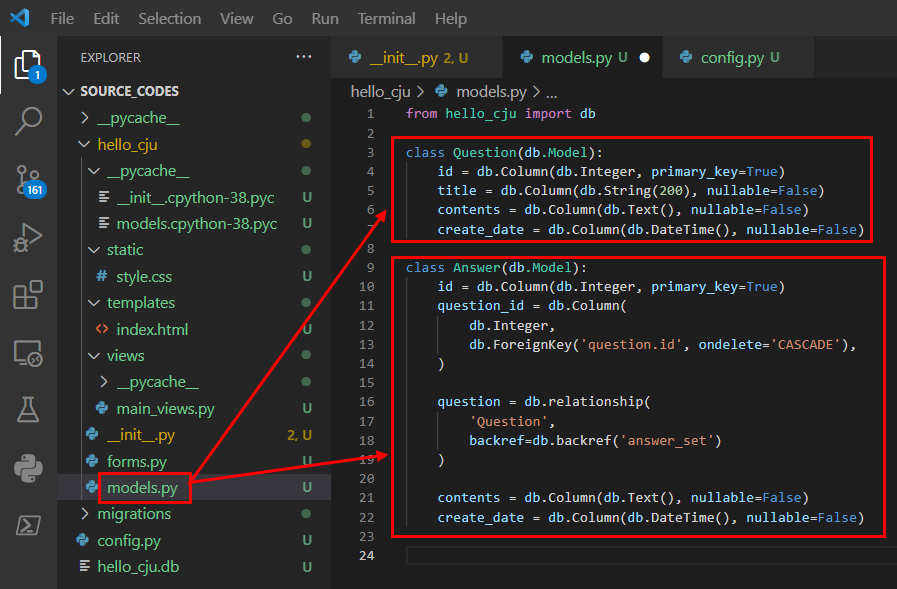 File Edit Selection View Go Run Terminal Help
EXPLORER ...
__init__.py 2, U
models.py U
config.py U
1
161
SOURCE_CODES
__pycache__
hello_cju
__pycache__
__init__.cpython-38.pyc U
models.cpython-38.pyc U
static
# style.css U
templates
<> index.html U
views
__pycache__
main_views.py U
__init__.py 2, U
forms.py U
models.py U
migrations
config.py U
hello_cju.db U
hello_cju > models.py > ...
1 from hello_cju import db
2
3 class Question(db.Model):
4 id = db.Column(db.Integer, primary_key=True)
5 title = db.Column(db.String(200), nullable=False)
6 contents = db.Column(db.Text(), nullable=False)
7 create_date = db.Column(db.DateTime(), nullable=False)
8
9 class Answer(db.Model):
10 id = db.Column(db.Integer, primary_key=True)
11 question_id = db.Column(
12 db.Integer,
13 db.ForeignKey('question.id', ondelete='CASCADE'),
14 )
15
16 question = db.relationship(
17 'Question',
18 backref=db.backref('answer_set')
19 )
20
21 contents = db.Column(db.Text(), nullable=False)
22 create_date = db.Column(db.DateTime(), nullable=False)
23
24